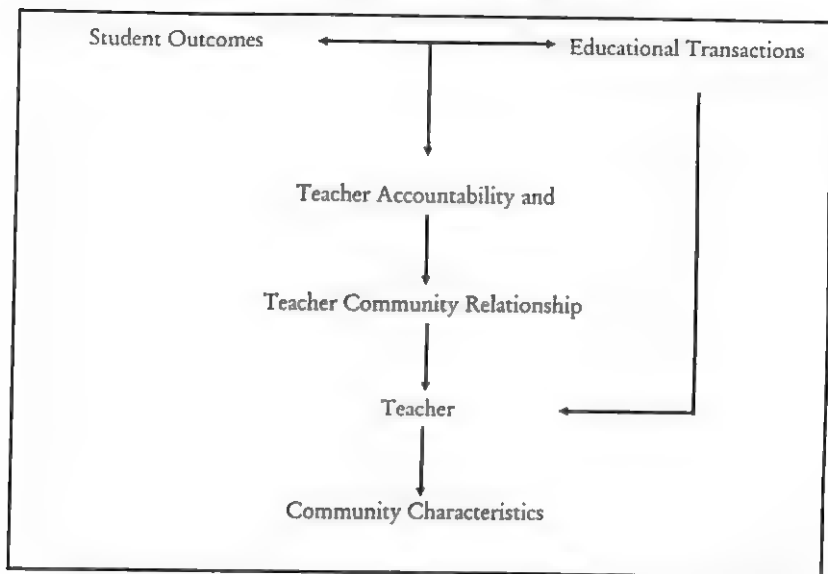 Student Outcomes
Educational Transactions
Teacher Accountability and
Teacher Community Relationship
Teacher
Community Characteristics